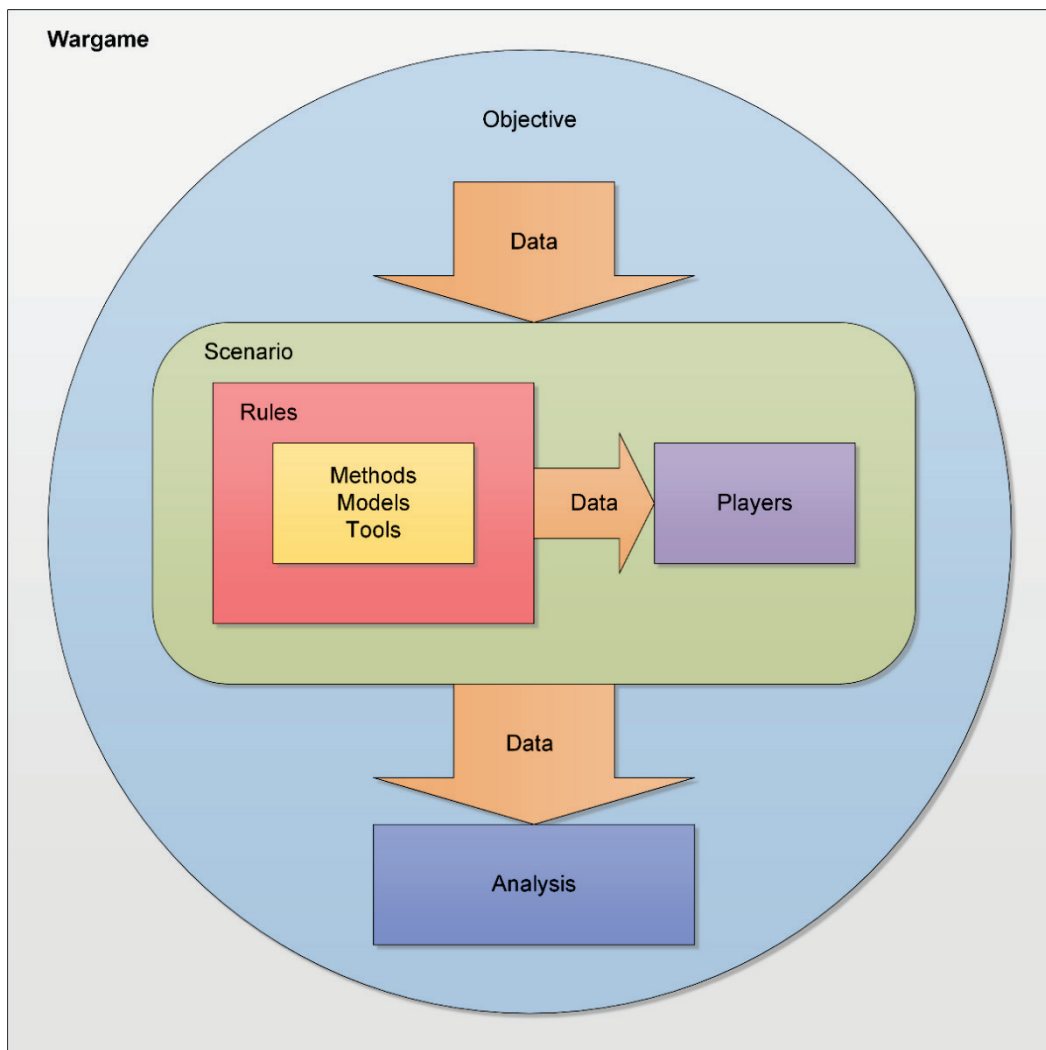 Wargame
Objective
Data
Scenario
Rules
Methods
Models
Tools
Data
Players
Data
Analysis